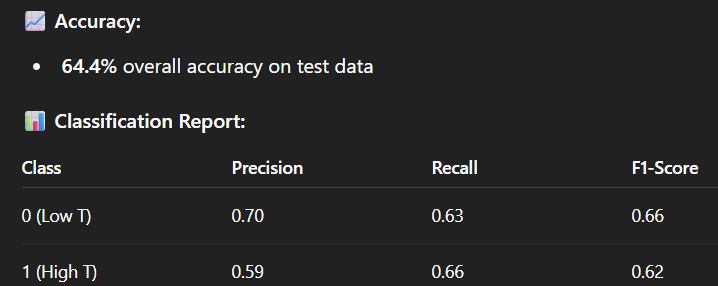 📈 Accuracy:
• 64.4% overall accuracy on test data
📊 Classification Report:
Class Precision Recall F1-Score
0 (Low T) 0.70 0.63 0.66
1 (High T) 0.59 0.66 0.62